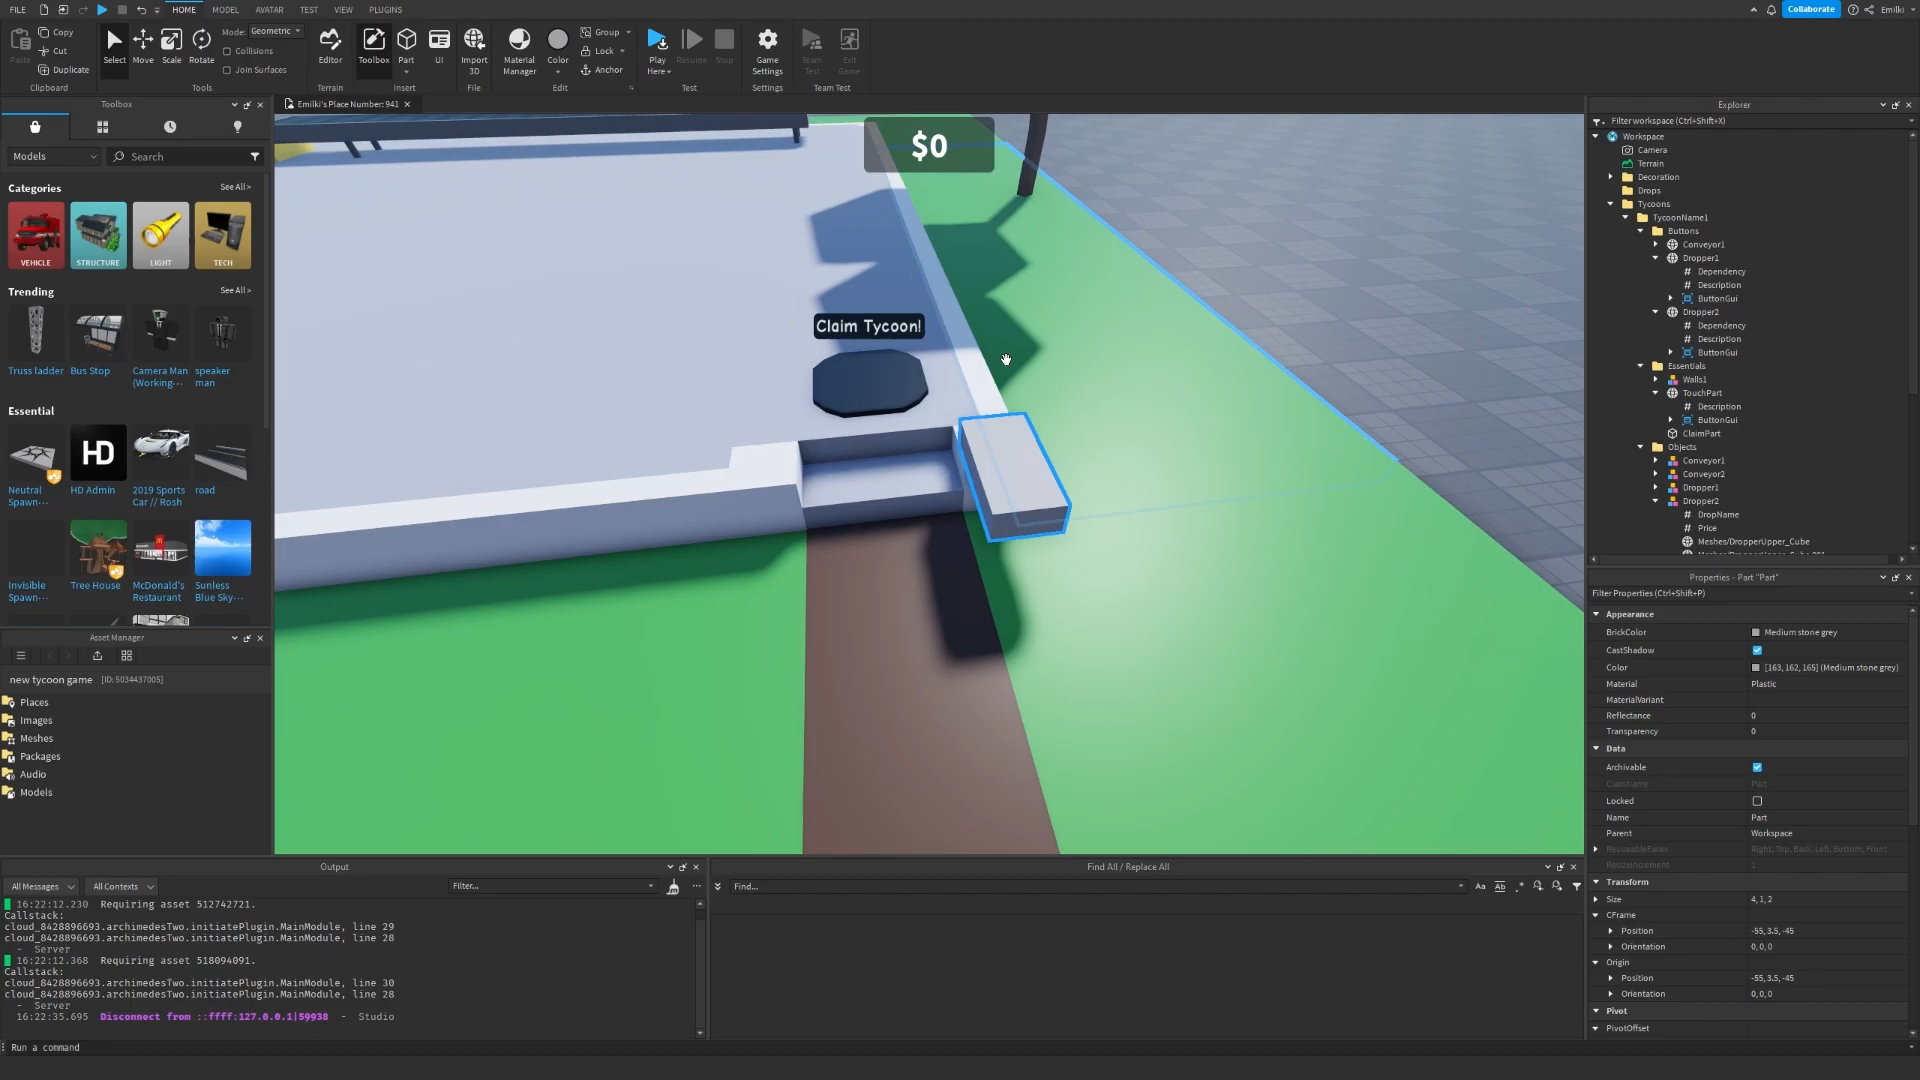 FILE HOME MODEL AVATAR TEST VIEW PLUGINS Collaborate Emilki
Paste Copy Cut Duplicate Clipboard
Select Move Scale Rotate Mode: Geometric Collisions Join Surfaces Tools
Editor Terrain
Toolbox Part UI Insert
Import 3D File
Material Manager Color Group Lock Anchor Edit
Play Here Resume Stop Test
Game Settings Settings
Team Test Exit Game Team Test
Toolbox
Models Search
Categories See All >
VEHICLE STRUCTURE LIGHT TECH
Trending See All >
Truss ladder Bus Stop Camera Man (Working··· speaker man
Essential See All >
HD
Neutral Spawn··· HD Admin 2019 Sports Car // Rosh road
Invisible Spawn··· Tree House McDonald's Restaurant Sunless Blue Sky···
Asset Manager
new tycoon game [ID: 5034437005]
Places
Images
Meshes
Packages
Audio
Models
Emilki's Place Number: 941
$0
Claim Tycoon!
Explorer
Filter workspace (Ctrl+Shift+X)
Workspace
Camera
Terrain
Decoration
Drops
Tycoons
TycoonName1
Buttons
Conveyor1
Dropper1
Dependency
Description
ButtonGui
Dropper2
Dependency
Description
ButtonGui
Essentials
Walls1
TouchPart
Description
ButtonGui
ClaimPart
Objects
Conveyor1
Conveyor2
Dropper1
Dropper2
DropName
Price
Meshes/DropperUpper_Cube
Properties - Part "Part"
Filter Properties (Ctrl+Shift+P)
Appearance
BrickColor Medium stone grey
CastShadow
Color [163, 162, 165] (Medium stone grey)
Material Plastic
MaterialVariant
Reflectance 0
Transparency 0
Data
Archivable
ClassName Part
Locked
Name Part
Parent Workspace
ResizeableFaces Right, Top, Back, Left, Bottom, Front
ResizeIncrement 1
Transform
Size 4, 1, 2
CFrame
Position -55, 3.5, -45
Orientation 0, 0, 0
Origin
Position -55, 3.5, -45
Orientation 0, 0, 0
Pivot
PivotOffset
Output
All Messages All Contexts Filter...
16:22:12.230 Requiring asset 512742721.
Callstack:
cloud_8428896693.archimedesTwo.initiatePlugin.MainModule, line 29
cloud_8428896693.archimedesTwo.initiatePlugin.MainModule, line 28
- Server
16:22:12.368 Requiring asset 518094091.
Callstack:
cloud_8428896693.archimedesTwo.initiatePlugin.MainModule, line 30
cloud_8428896693.archimedesTwo.initiatePlugin.MainModule, line 28
- Server
16:22:35.695 Disconnect from ::ffff:127.0.0.1|59938 - Studio
Find All / Replace All
Find... Aa Ab .*
Run a command